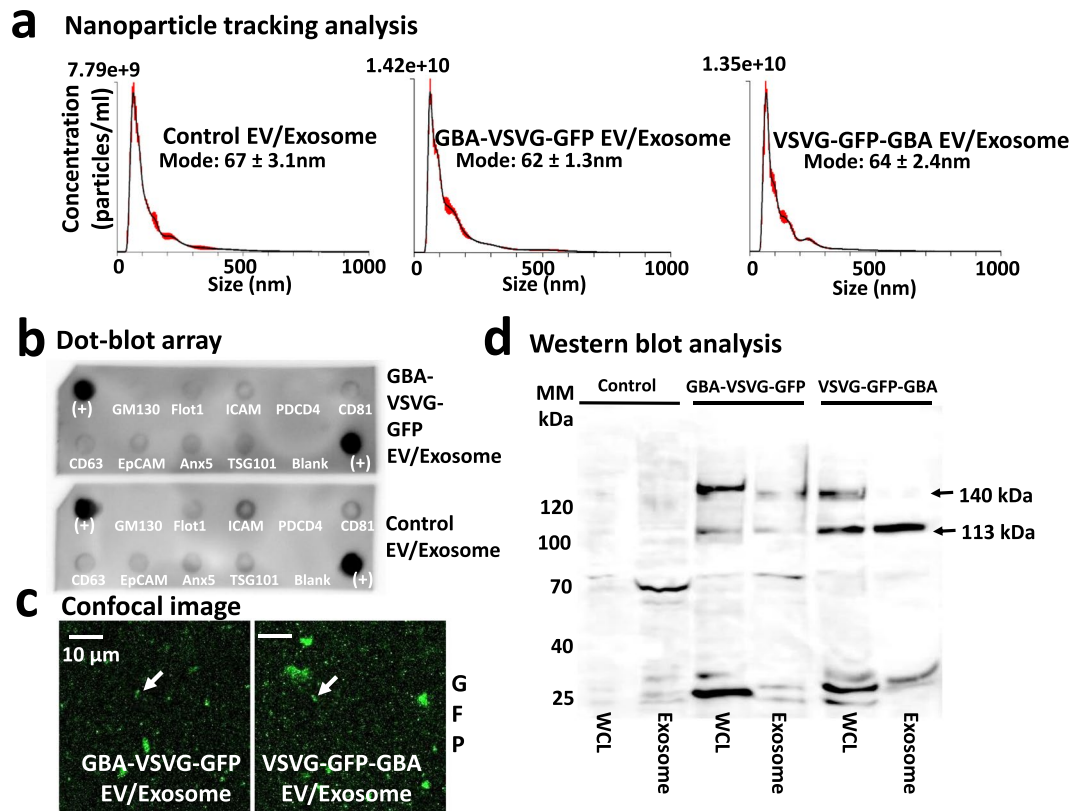 a Nanoparticle tracking analysis
7.79e+9
1.42e+10
1.35e+10
Concentration
(particles/ml)
Control EV/Exosome
Mode: 67 ± 3.1nm
GBA-VSVG-GFP EV/Exosome
Mode: 62 ± 1.3nm
VSVG-GFP-GBA EV/Exosome
Mode: 64 ± 2.4nm
0 500 1000
Size (nm)
0 500 1000
Size (nm)
0 500 1000
Size (nm)
b Dot-blot array
(+) GM130 Flot1 ICAM PDCD4 CD81
CD63 EpCAM Anx5 TSG101 Blank (+)
GBA-
VSVG-
GFP
EV/Exosome
(+) GM130 Flot1 ICAM PDCD4 CD81
CD63 EpCAM Anx5 TSG101 Blank (+)
Control
EV/Exosome
c Confocal image
10 µm
GBA-VSVG-GFP
EV/Exosome
VSVG-GFP-GBA
EV/Exosome
G
F
P
d Western blot analysis
MM
kDa
Control GBA-VSVG-GFP VSVG-GFP-GBA
120
100
70
40
25
140 kDa
113 kDa
WCL Exosome WCL Exosome WCL Exosome